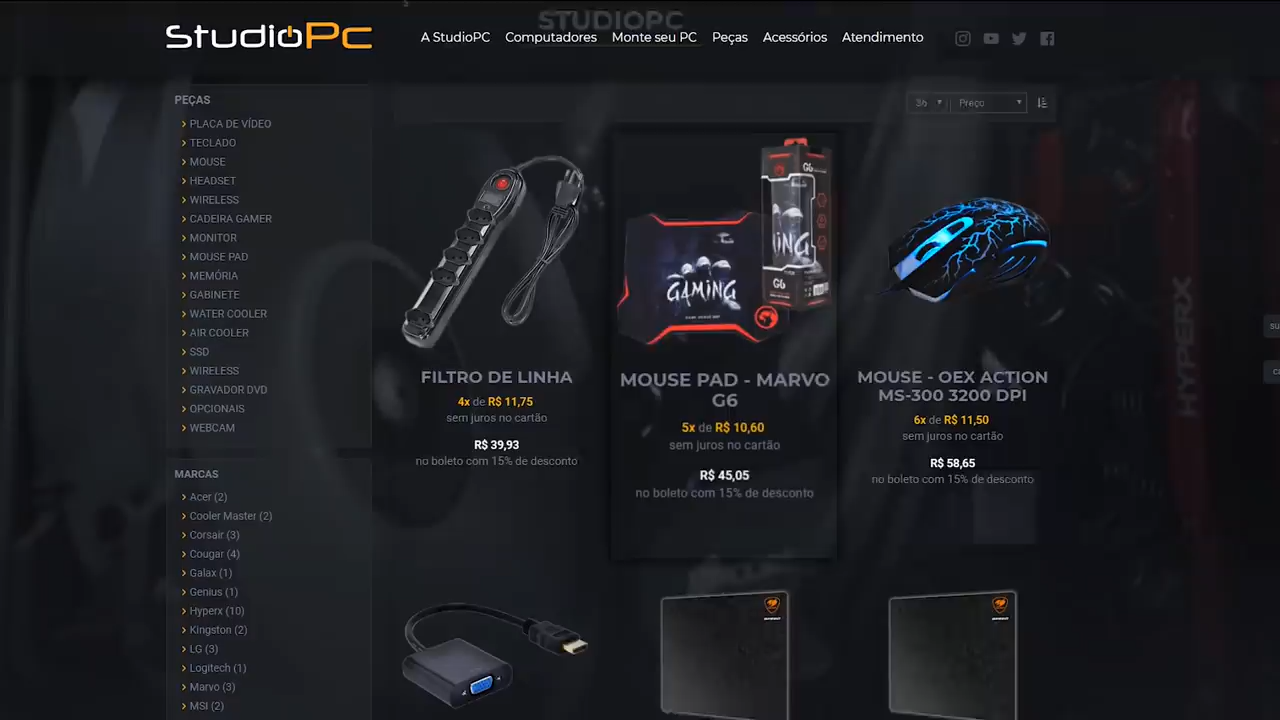 STUDIOPC
StudioPc
A StudioPC
Computadores
Monte seu PC
Peças
Acessórios
Atendimento
PEÇAS
PLACA DE VÍDEO
TECLADO
MOUSE
HEADSET
WIRELESS
CADEIRA GAMER
MONITOR
MOUSE PAD
MEMÓRIA
GABINETE
WATER COOLER
AIR COOLER
SSD
WIRELESS
GRAVADOR DVD
OPCIONAIS
WEBCAM
MARCAS
Acer (2)
Cooler Master (2)
Corsair (3)
Cougar (4)
Galax (1)
Genius (1)
Hyperx (10)
Kingston (2)
LG (3)
Logitech (1)
Marvo (3)
MSI (2)
36
Preço
FILTRO DE LINHA
4x de R$ 11,75
sem juros no cartão
R$ 39,93
no boleto com 15% de desconto
GAMING
G6
G6
MOUSE PAD - MARVO
G6
5x de R$ 10,60
sem juros no cartão
R$ 45,05
no boleto com 15% de desconto
MOUSE - OEX ACTION
MS-300 3200 DPI
6x de R$ 11,50
sem juros no cartão
R$ 58,65
no boleto com 15% de desconto
HYPERX